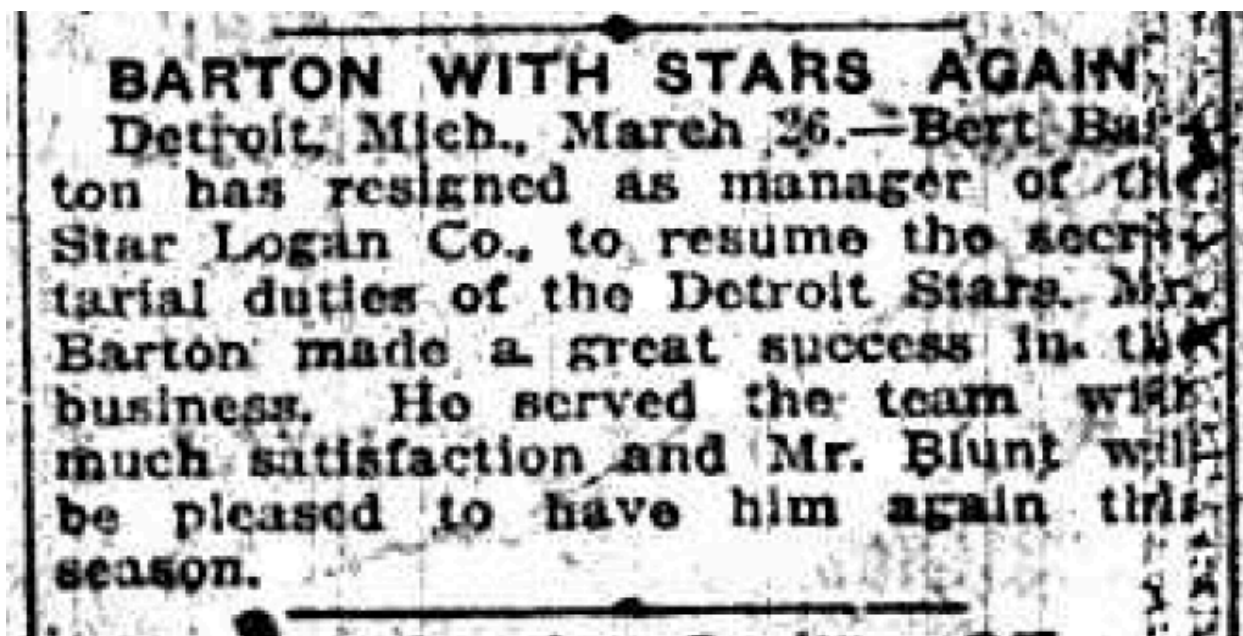 BARTON WITH STARS AGAIN
Detroit, Mich., March 26.—Bert Bar-
ton has resigned as manager of the
Star Logan Co., to resume the secre-
tarial duties of the Detroit Stars. Mr.
Barton made a great success in the
business. He served the team with
much satisfaction and Mr. Blunt will
be pleased to have him again this
season.